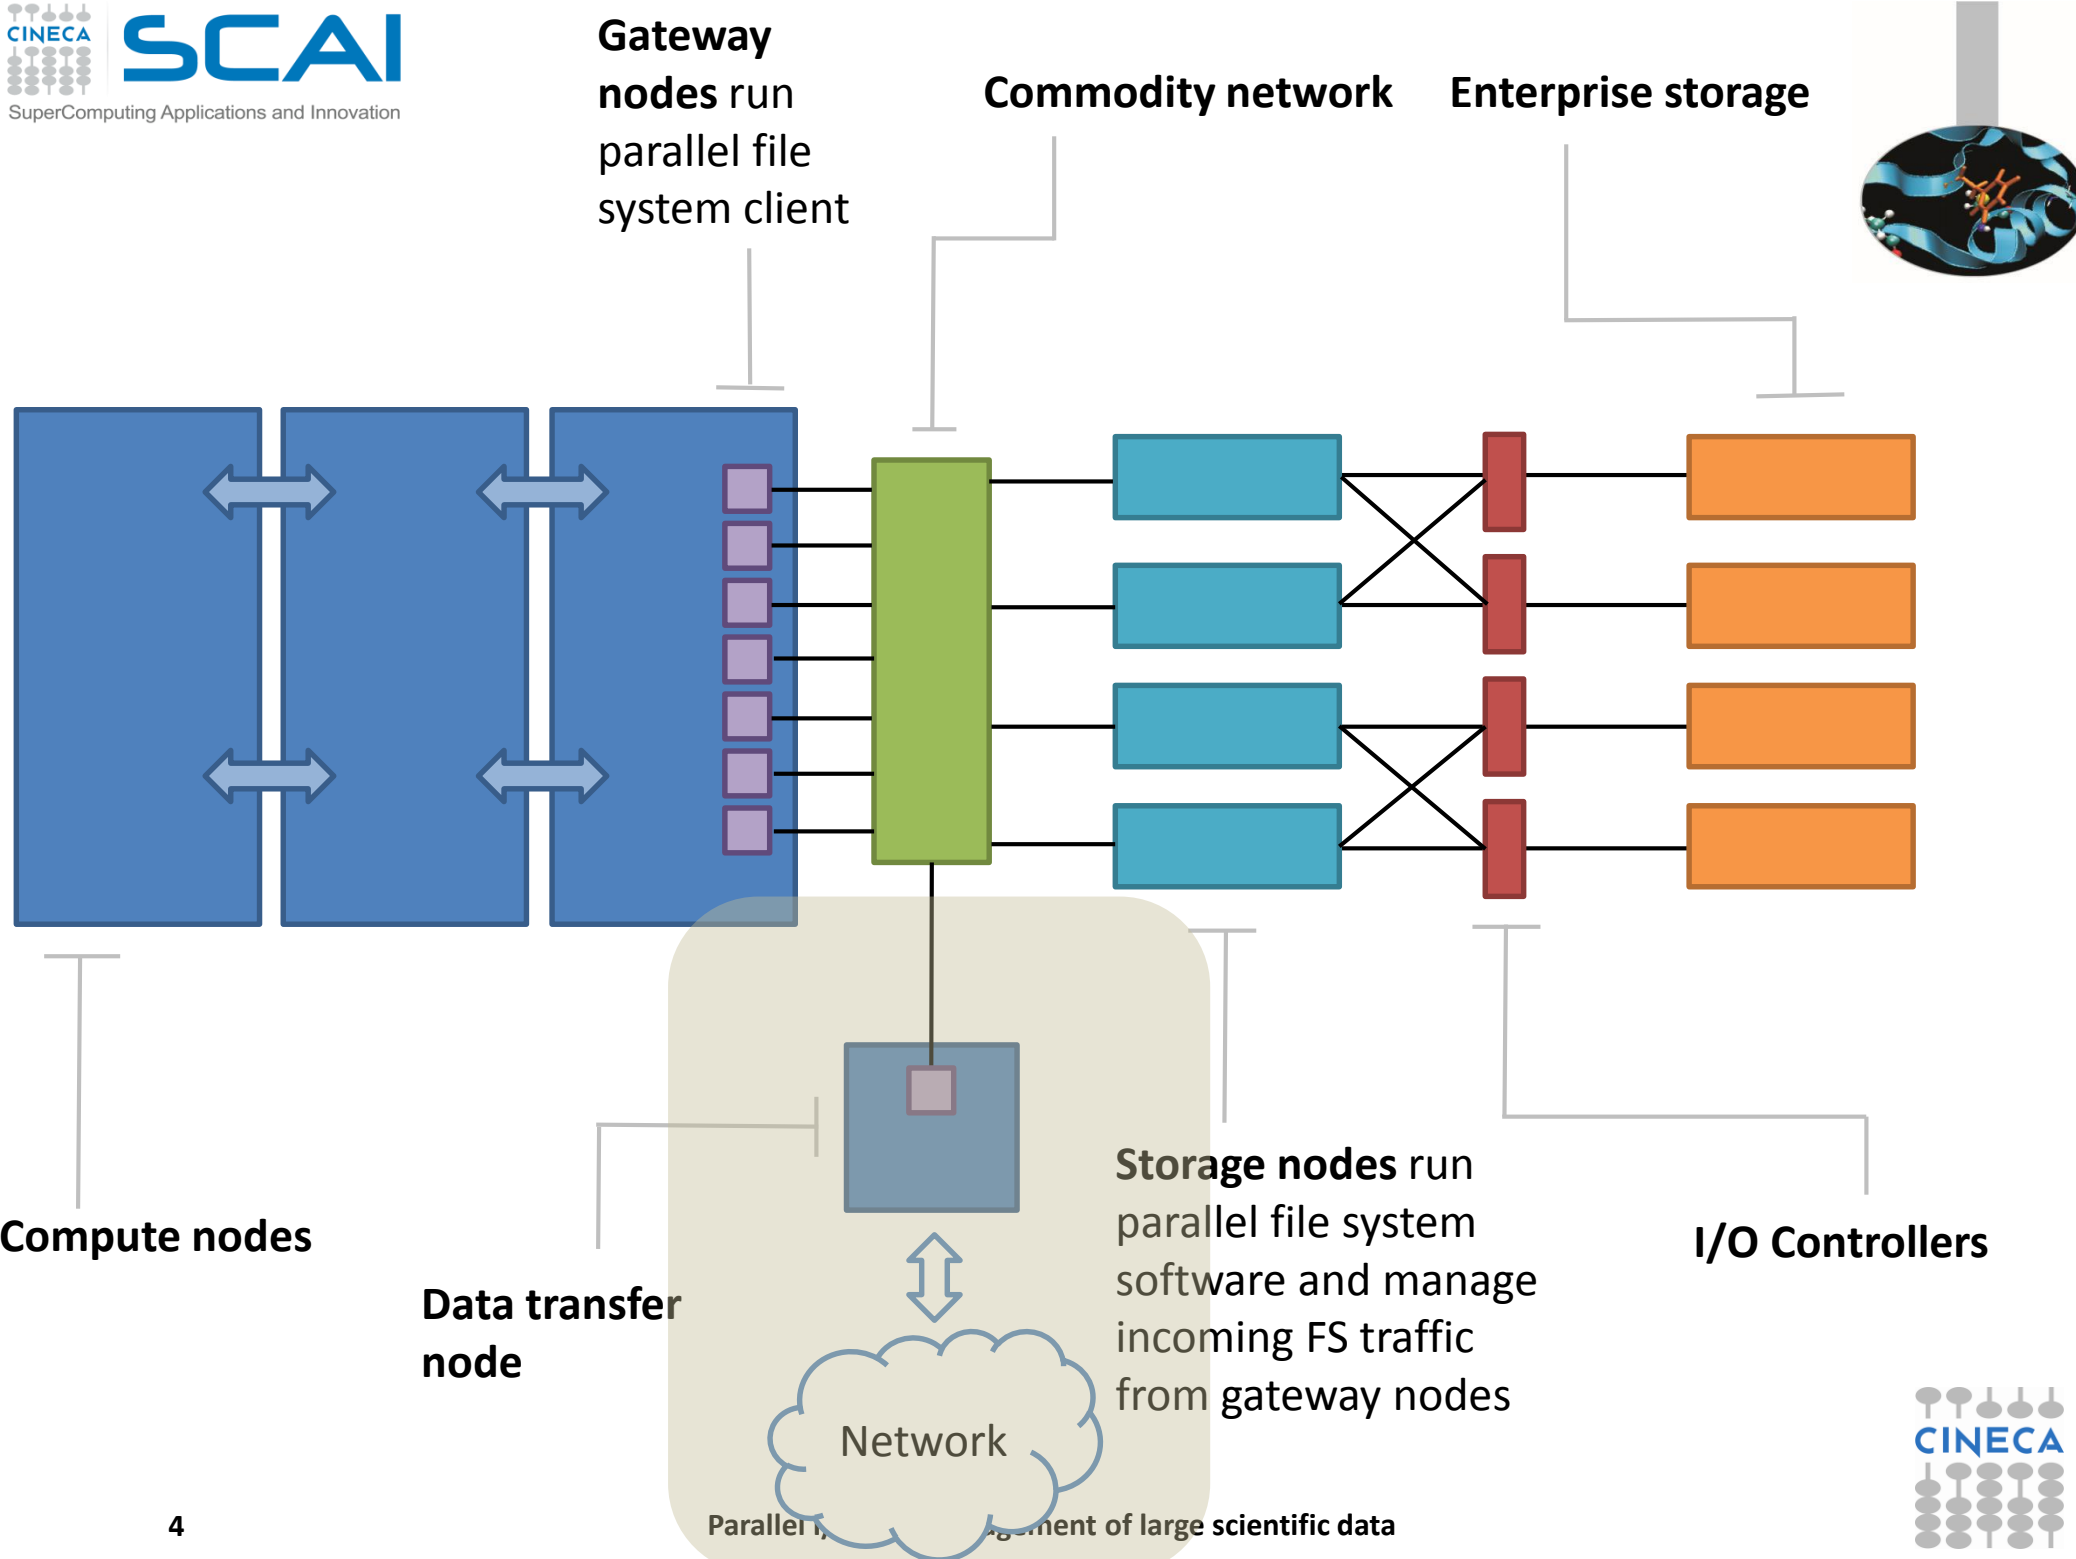 CINECA
SCAI
SuperComputing Applications and Innovation
Gateway
nodes run
parallel file
system client
Commodity network
Enterprise storage
Compute nodes
Data transfer
node
Storage nodes run
parallel file system
software and manage
incoming FS traffic
from gateway nodes
I/O Controllers
Network
CINECA
4
Parallel of large scientific data